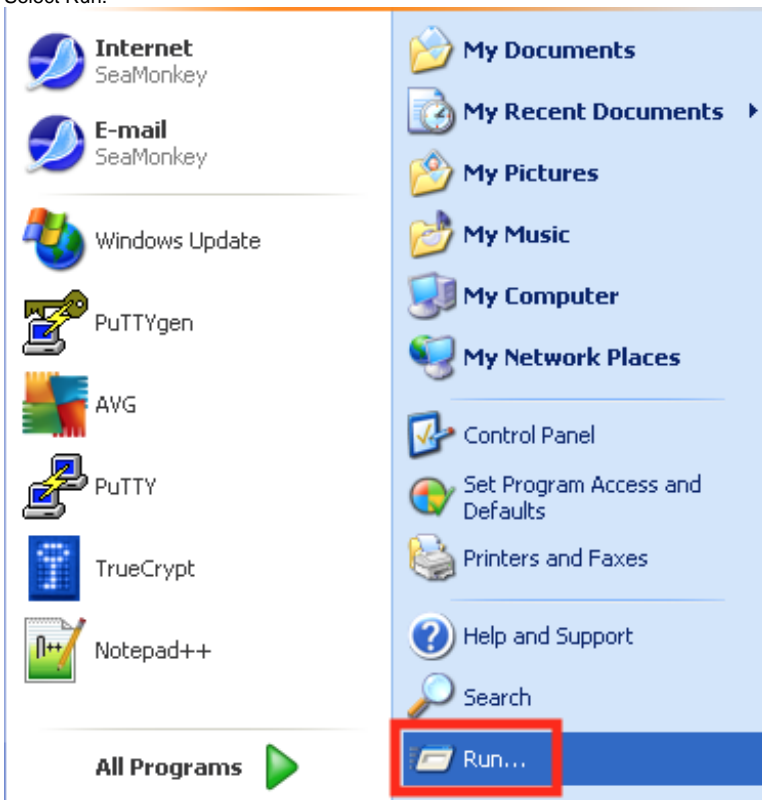 Select Run.
Internet
SeaMonkey
E-mail
SeaMonkey
Windows Update
PuTTYgen
AVG
PuTTY
TrueCrypt
Notepad++
All Programs
My Documents
My Recent Documents
My Pictures
My Music
My Computer
My Network Places
Control Panel
Set Program Access and
Defaults
Printers and Faxes
Help and Support
Search
Run...